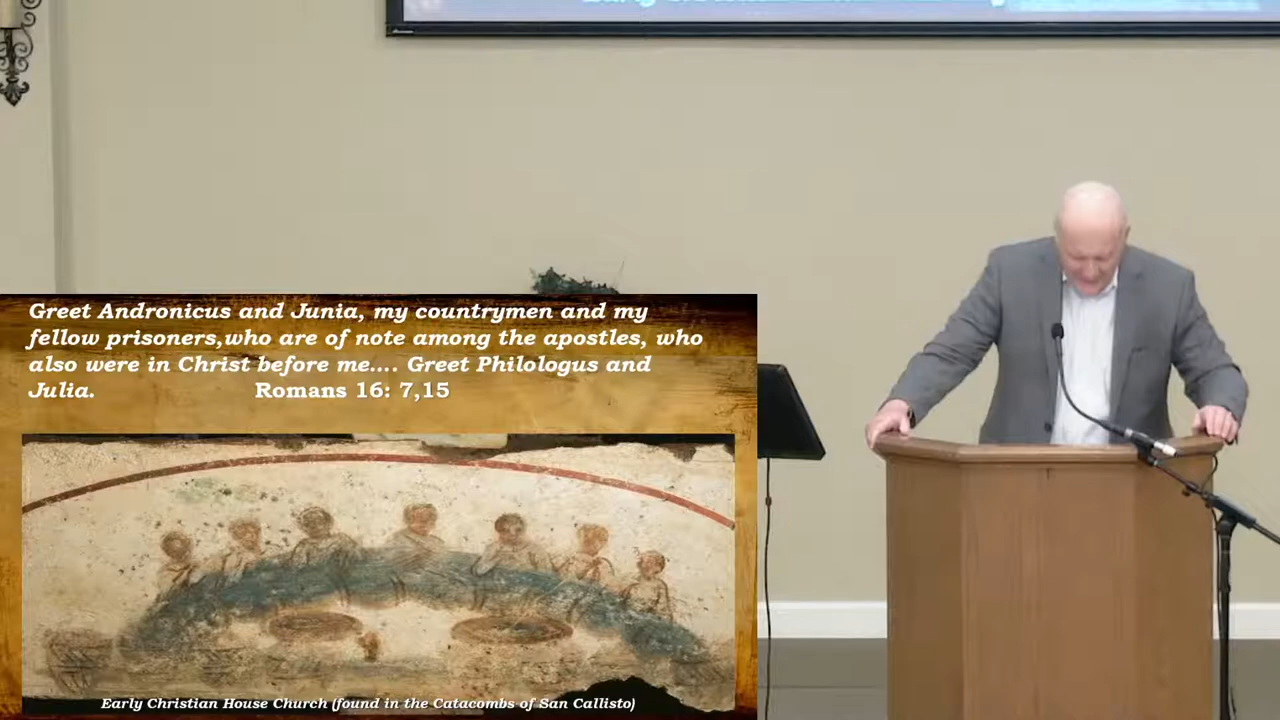 Greet Andronicus and Junia, my countrymen and my
fellow prisoners,who are of note among the apostles, who
also were in Christ before me.... Greet Philologus and
Julia. Romans 16: 7,15
Early Christian House Church (found in the Catacombs of San Callisto)